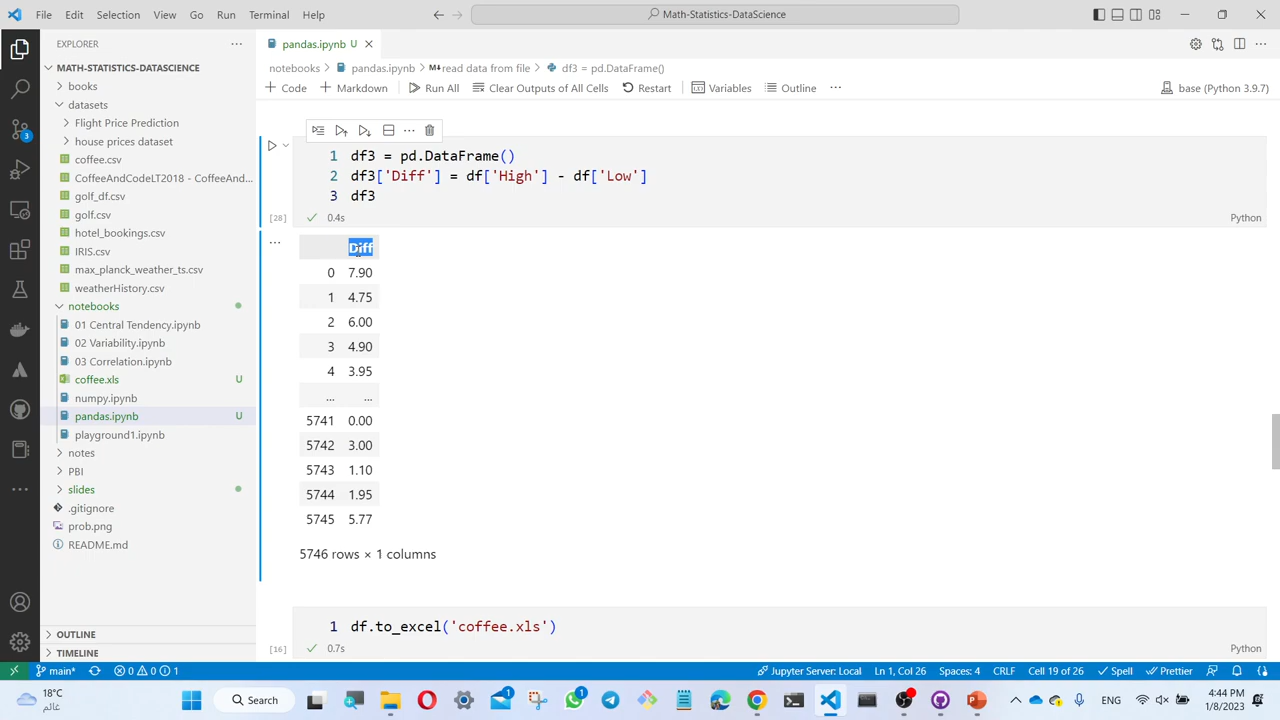 File Edit Selection View Go Run Terminal Help
Math-Statistics-DataScience
EXPLORER
MATH-STATISTICS-DATASCIENCE
books
datasets
Flight Price Prediction
house prices dataset
coffee.csv
CoffeeAndCodeLT2018 - CoffeeAnd...
golf_df.csv
golf.csv
hotel_bookings.csv
IRIS.csv
max_planck_weather_ts.csv
weatherHistory.csv
notebooks
01 Central Tendency.ipynb
02 Variability.ipynb
03 Correlation.ipynb
coffee.xls U
numpy.ipynb
pandas.ipynb U
playground1.ipynb
notes
PBI
slides
.gitignore
prob.png
README.md
OUTLINE
TIMELINE
3
pandas.ipynb U
notebooks > pandas.ipynb > M↓read data from file > df3 = pd.DataFrame()
+ Code + Markdown Run All Clear Outputs of All Cells Restart Variables Outline ...
base (Python 3.9.7)
1 df3 = pd.DataFrame()
2 df3['Diff'] = df['High'] - df['Low']
3 df3
[28] 0.4s Python
Diff
0 7.90
1 4.75
2 6.00
3 4.90
4 3.95
... ...
5741 0.00
5742 3.00
5743 1.10
5744 1.95
5745 5.77
5746 rows × 1 columns
1 df.to_excel('coffee.xls')
[16] 0.7s Python
main* 0 0 1 Jupyter Server: Local Ln 1, Col 26 Spaces: 4 CRLF Cell 19 of 26 Spell Prettier
18°C
غائم
Search
1
1
ENG
4:44 PM
1/8/2023